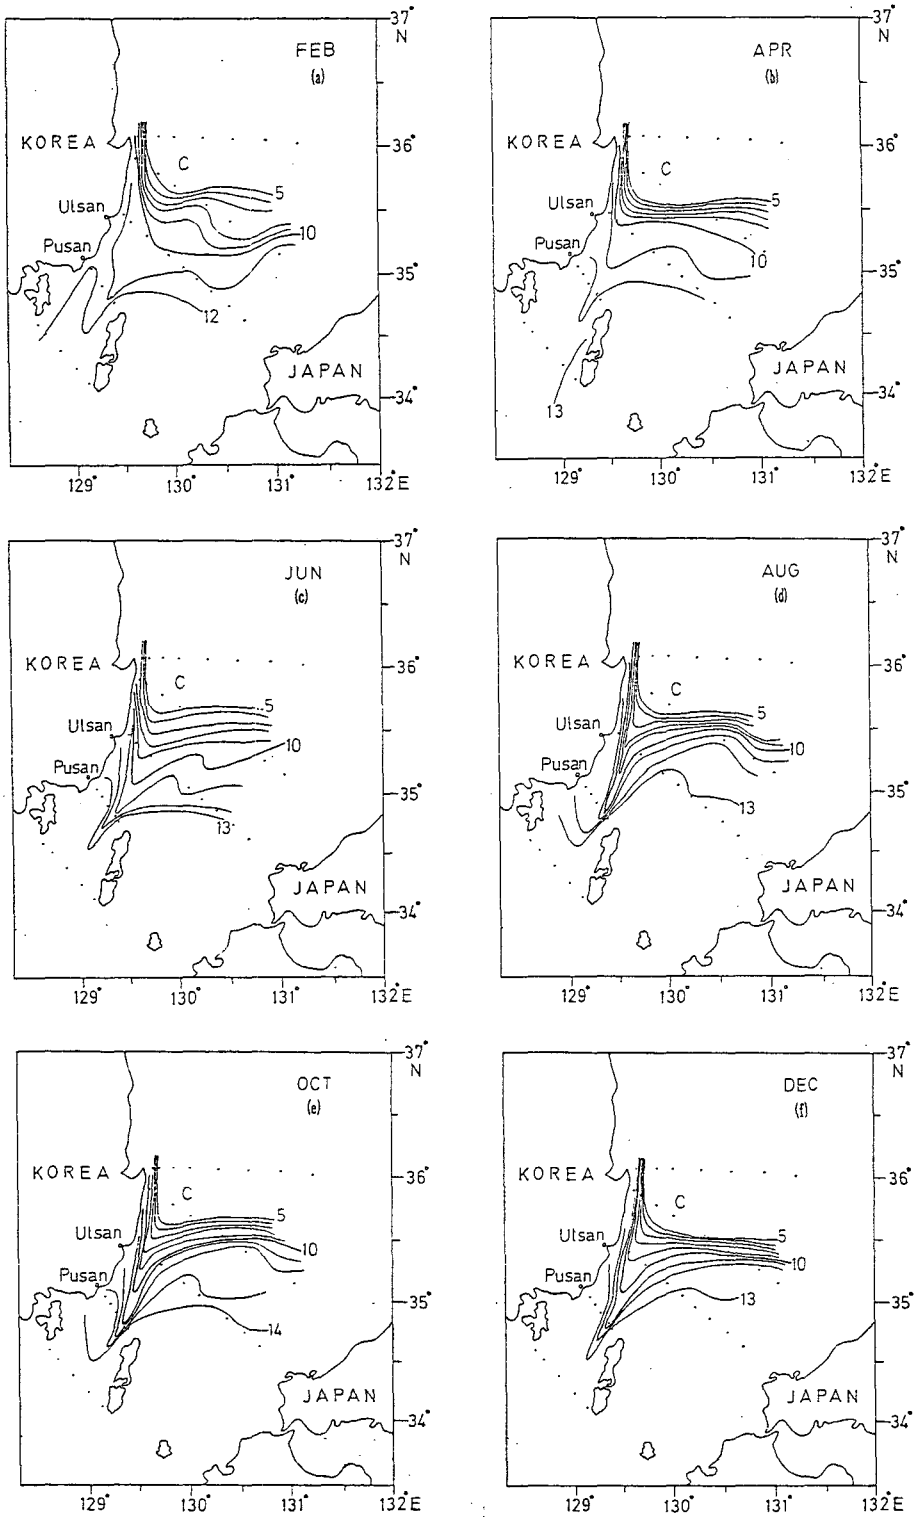 37°
N
FEB
(a)
KOREA
36°
C
5
Ulsan
10
Pusan
35°
12
JAPAN
34°
129° 130° 131° 132°E
37°
N
APR
(b)
KOREA
36°
C
5
Ulsan
Pusan
10
35°
JAPAN
13
34°
129° 130° 131° 132°E
37°
N
JUN
(c)
KOREA
36°
C
5
Ulsan
10
Pusan
35°
13
JAPAN
34°
129° 130° 131° 132°E
37°
N
AUG
(d)
KOREA
36°
C
5
Ulsan
10
Pusan
35°
13
JAPAN
34°
129° 130° 131° 132°E
37°
N
OCT
(e)
KOREA
36°
C
5
Ulsan
10
Pusan
35°
14
JAPAN
34°
129° 130° 131° 132°E
37°
N
DEC
(f)
KOREA
36°
C
Ulsan
5
10
Pusan
13
35°
JAPAN
34°
129° 130° 131° 132°E